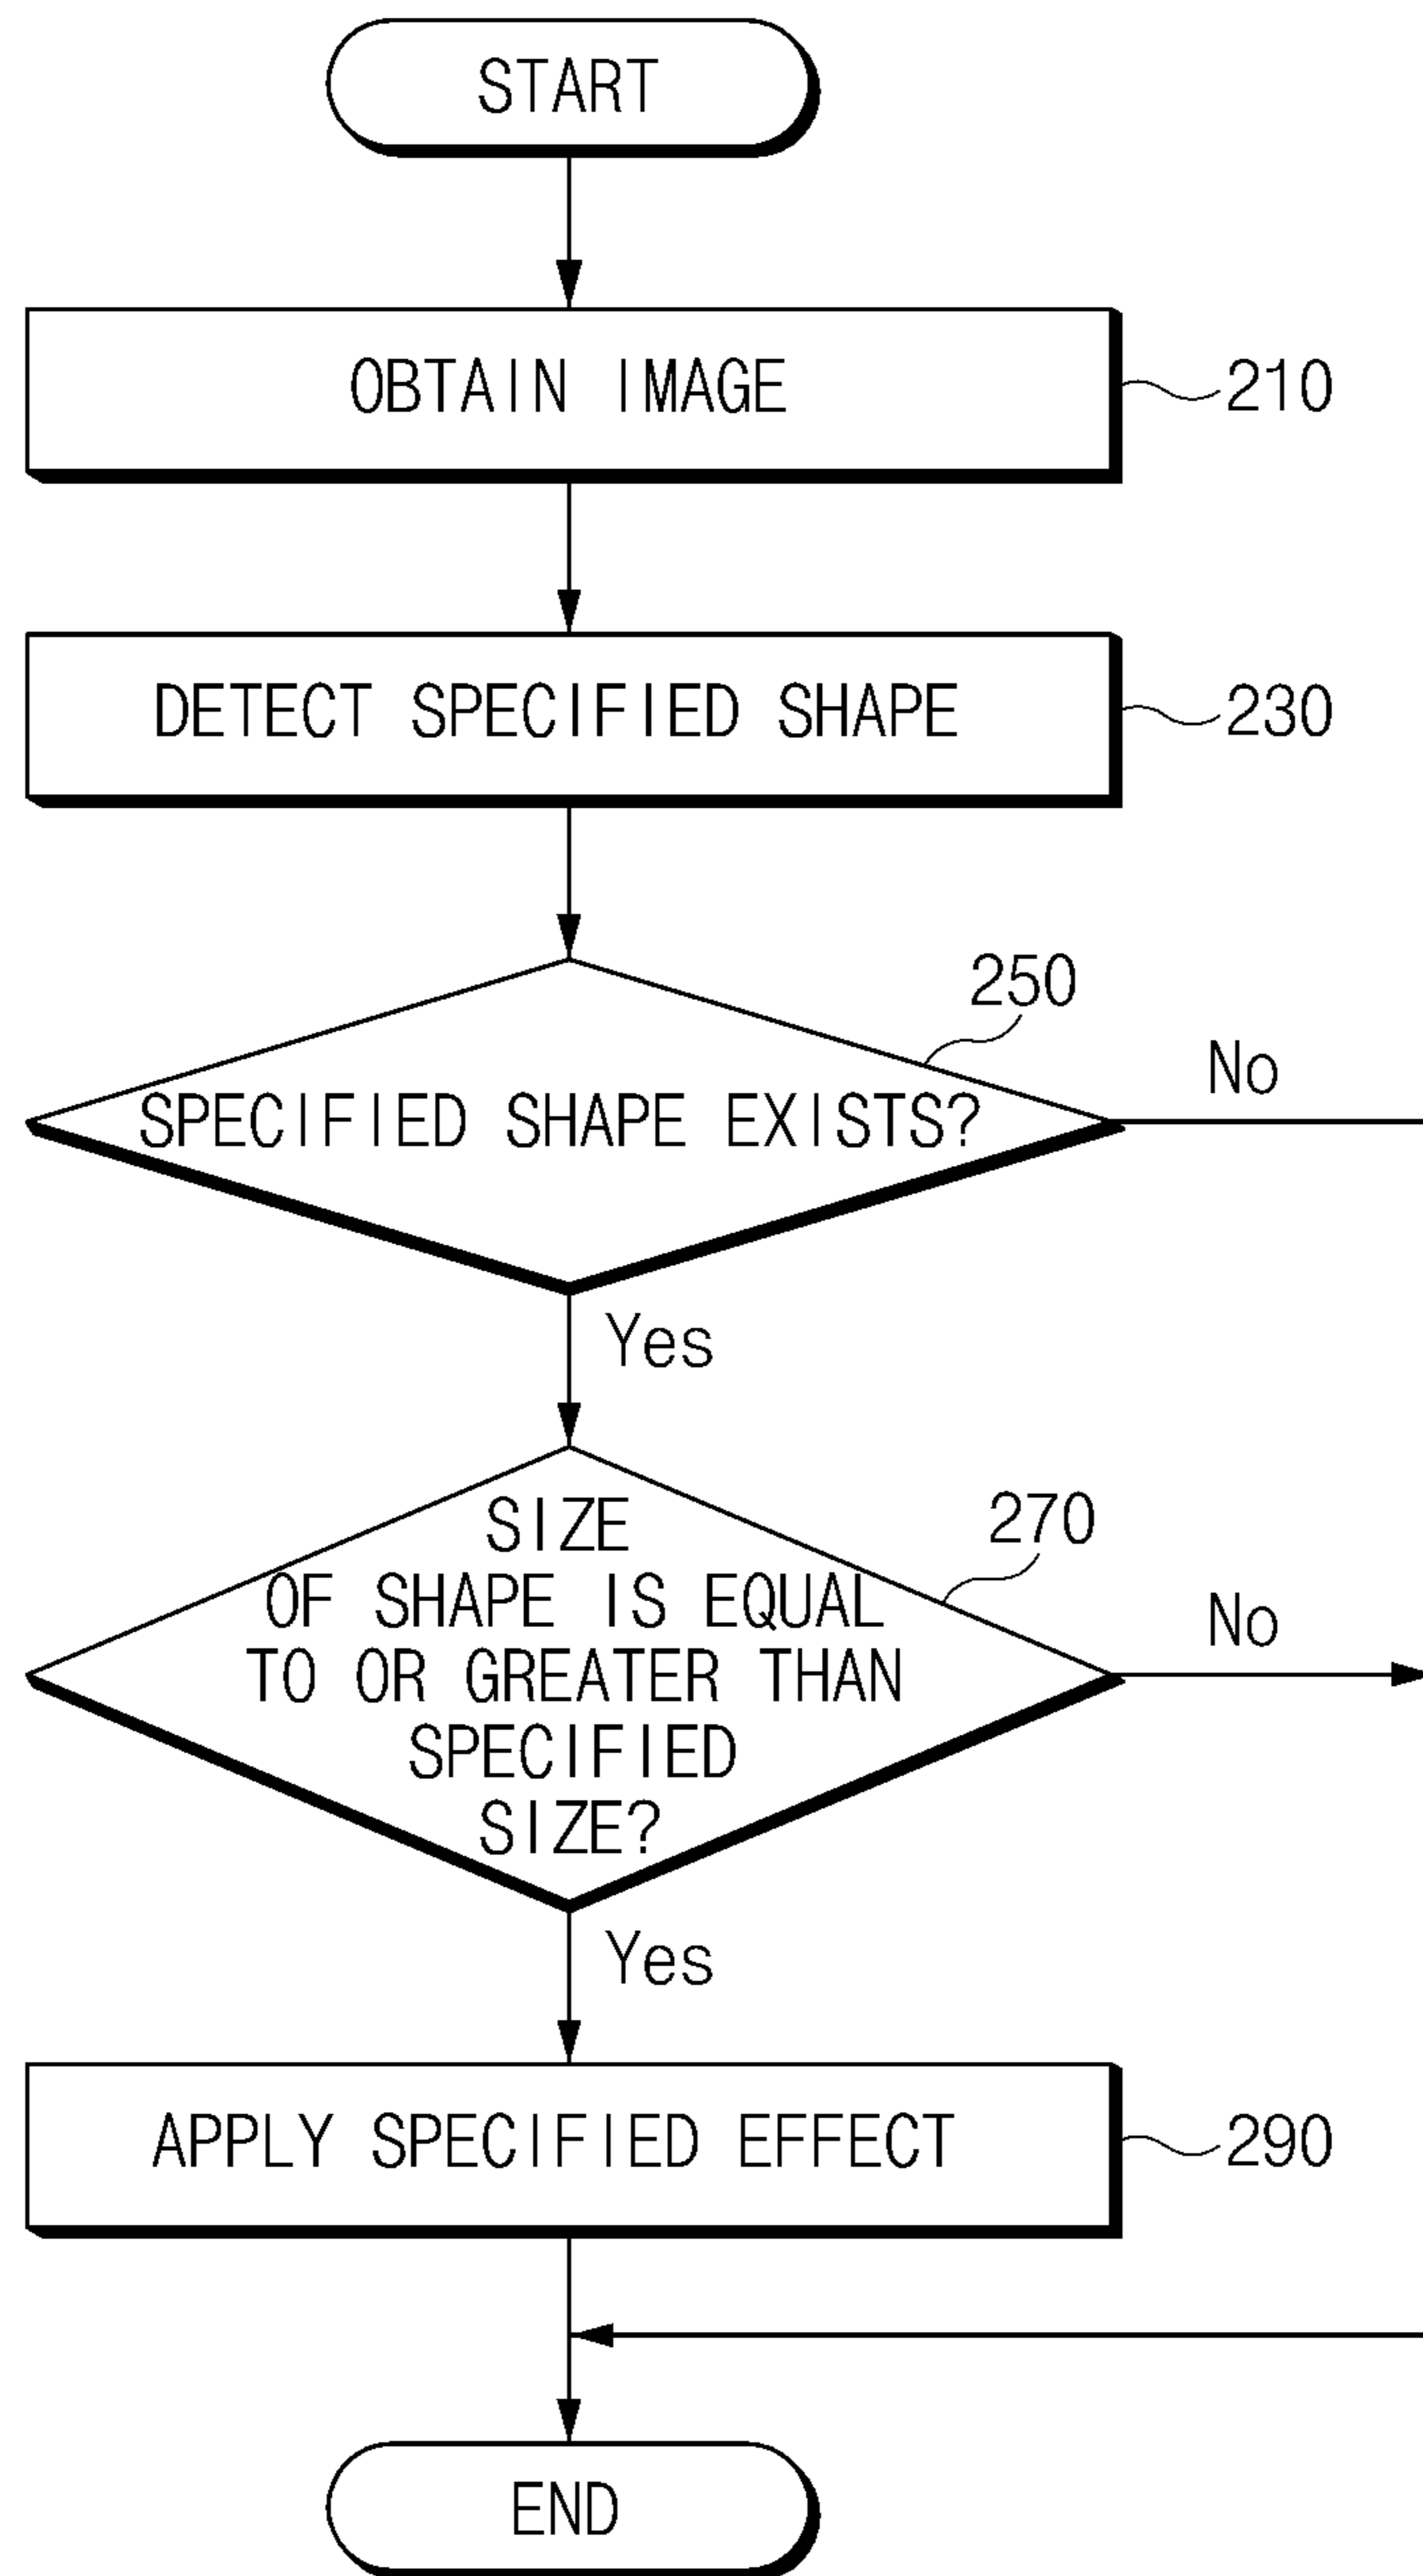 START
OBTAIN IMAGE
210
DETECT SPECIFIED SHAPE
230
250
No
SPECIFIED SHAPE EXISTS?
Yes
270
SIZE
OF SHAPE IS EQUAL
TO OR GREATER THAN
SPECIFIED
SIZE?
No
Yes
APPLY SPECIFIED EFFECT
290
END